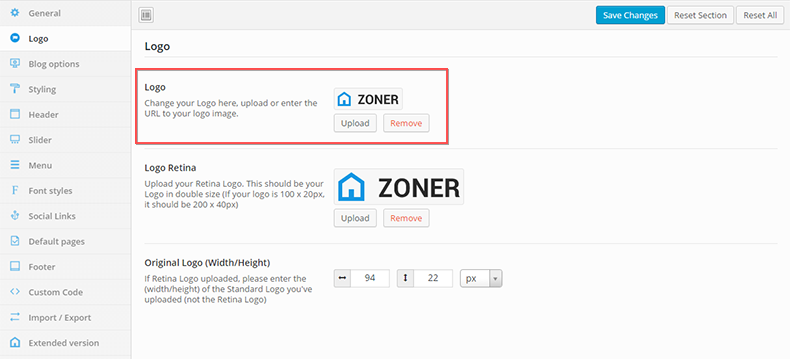 General
Logo
Blog options
Styling
Header
Slider
Menu
Font styles
Social Links
Default pages
Footer
Custom Code
Import / Export
Extended version
Save Changes
Reset Section
Reset All
Logo
Logo
Change your Logo here, upload or enter the
URL to your logo image.
ZONER
Upload
Remove
Logo Retina
Upload your Retina Logo. This should be your
Logo in double size (If your logo is 100 x 20px,
it should be 200 x 40px)
ZONER
Upload
Remove
Original Logo (Width/Height)
If Retina Logo uploaded, please enter the
(width/height) of the Standard Logo you've
uploaded (not the Retina Logo)
94
22
px